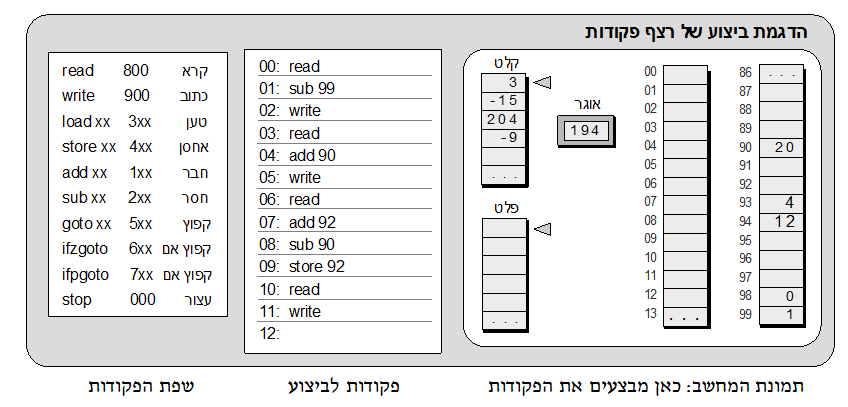 הדגמת ביצוע של רצף פקודות
read 800 קרא
write 900 כתוב
load xx 3xx טען
store xx 4xx אחסן
add xx 1xx חבר
sub xx 2xx חסר
goto xx 5xx קפוץ
ifzgoto 6xx קפוץ אם
ifpgoto 7xx קפוץ אם
stop 000 עצור
00: read
01: sub 99
02: write
03: read
04: add 90
05: write
06: read
07: add 92
08: sub 90
09: store 92
10: read
11: write
12:
קלט
3
-15
204
-9
. . .
אוגר
194
פלט
. . .
00
01
02
03
04
05
06
07
08
09
10
11
12
13 . . .
86 . . .
87
88
89
90 20
91
92
93 4
94 12
95
96
97
98 0
99 1
שפת הפקודות
פקודות לביצוע
תמונת המחשב: כאן מבצעים את הפקודות